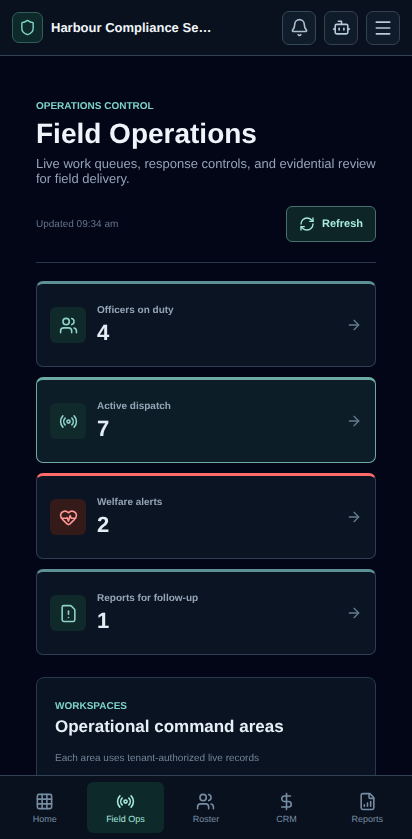 Harbour Compliance Se...
OPERATIONS CONTROL
Field Operations
Live work queues, response controls, and evidential review
for field delivery.
Updated 09:34 am
Refresh
Officers on duty
4
Active dispatch
7
Welfare alerts
2
Reports for follow-up
1
WORKSPACES
Operational command areas
Each area uses tenant-authorized live records
Home
Field Ops
Roster
CRM
Reports